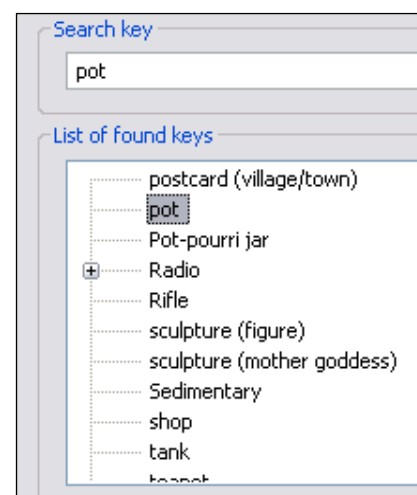 Search key
pot
List of found keys
postcard (village/town)
pot
Pot-pourri jar
Radio
Rifle
sculpture (figure)
sculpture (mother goddess)
Sedimentary
shop
tank
teapot